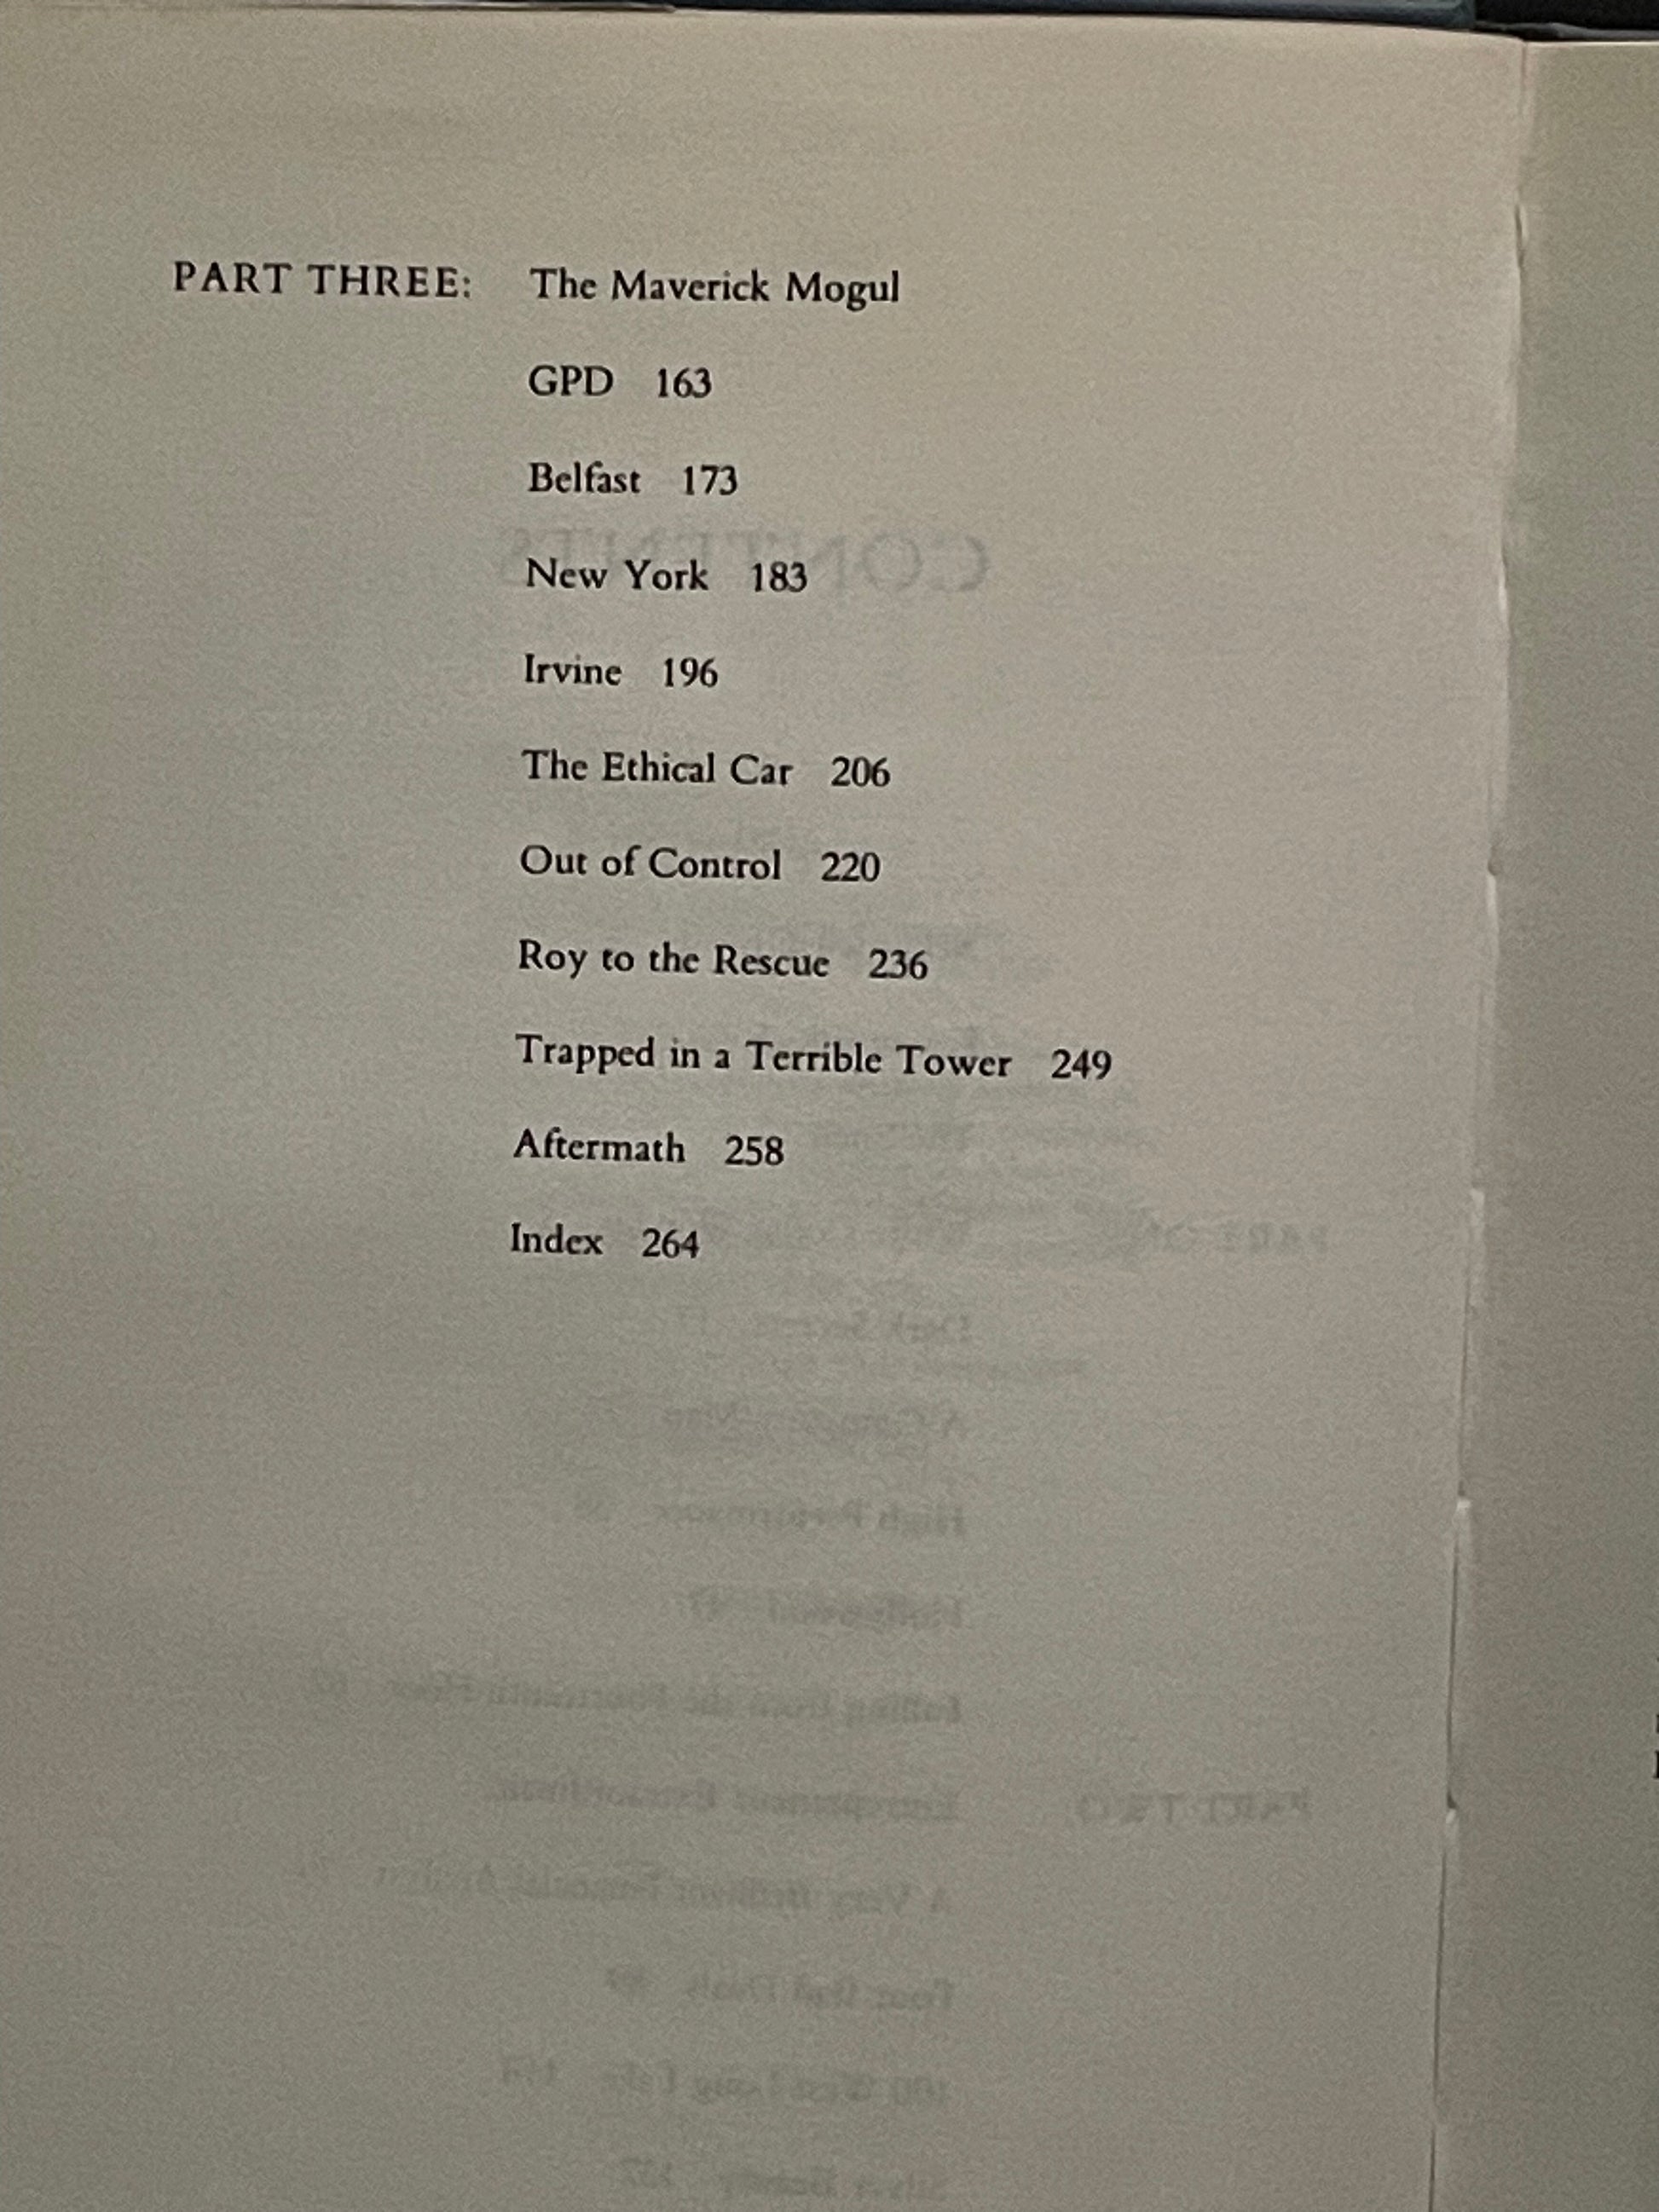 PART THREE: The Maverick Mogul
GPD 163
Belfast 173
New York 183
Irvine 196
The Ethical Car 206
Out of Control 220
Roy to the Rescue 236
Trapped in a Terrible Tower 249
Aftermath 258
Index 264
CONTENTS